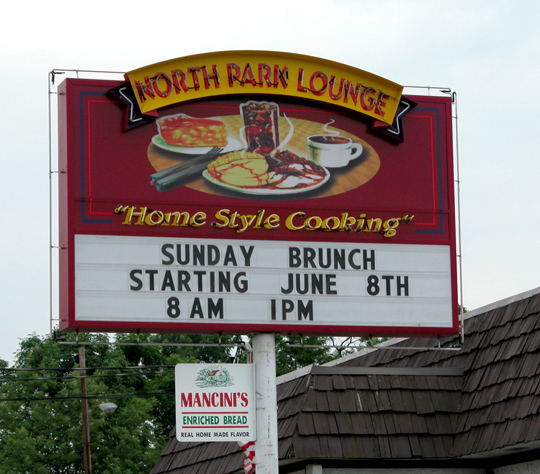 NORTH PARK LOUNGE
"Home Style Cooking"
SUNDAY BRUNCH
STARTING JUNE 8TH
8 AM 1PM
MANCINI'S
ENRICHED BREAD
REAL HOME MADE FLAVOR